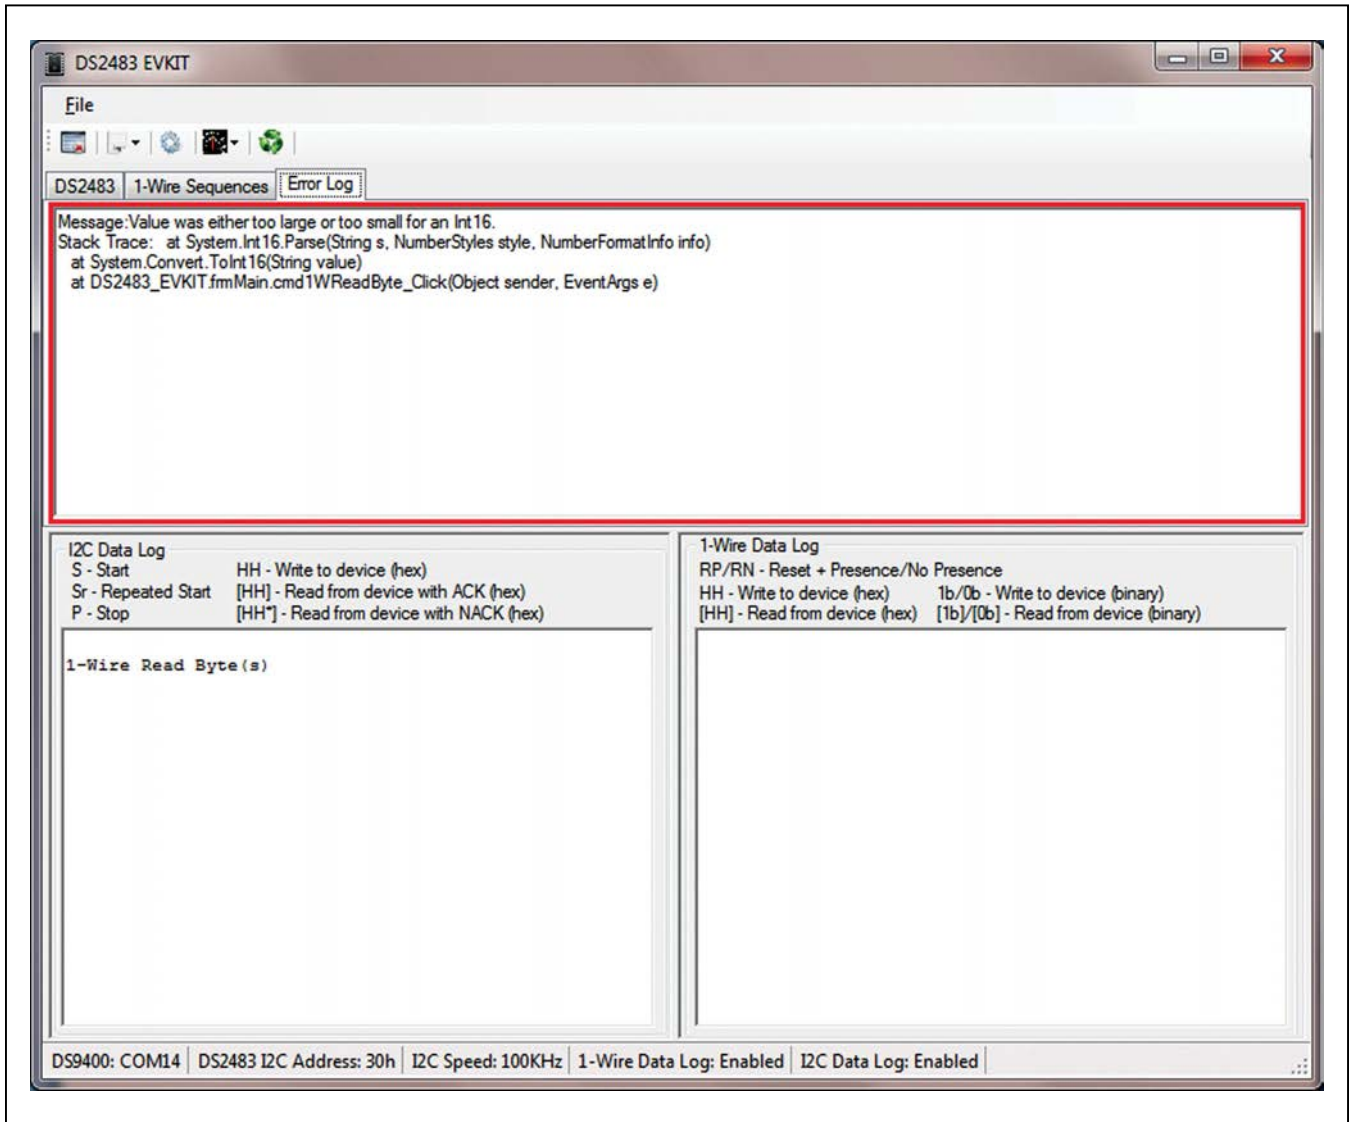 DS2483 EVKIT
File
DS2483 1-Wire Sequences Error Log
Message:Value was either too large or too small for an Int16.
Stack Trace: at System.Int16.Parse(String s, NumberStyles style, NumberFormatInfo info)
at System.Convert.ToInt16(String value)
at DS2483_EVKIT.frmMain.cmd1WReadByte_Click(Object sender, EventArgs e)
I2C Data Log
S - Start HH - Write to device (hex)
Sr - Repeated Start [HH] - Read from device with ACK (hex)
P - Stop [HH*] - Read from device with NACK (hex)
1-Wire Read Byte(s)
1-Wire Data Log
RP/RN - Reset + Presence/No Presence
HH - Write to device (hex) 1b/0b - Write to device (binary)
[HH] - Read from device (hex) [1b]/[0b] - Read from device (binary)
DS9400: COM14 DS2483 I2C Address: 30h I2C Speed: 100KHz 1-Wire Data Log: Enabled I2C Data Log: Enabled